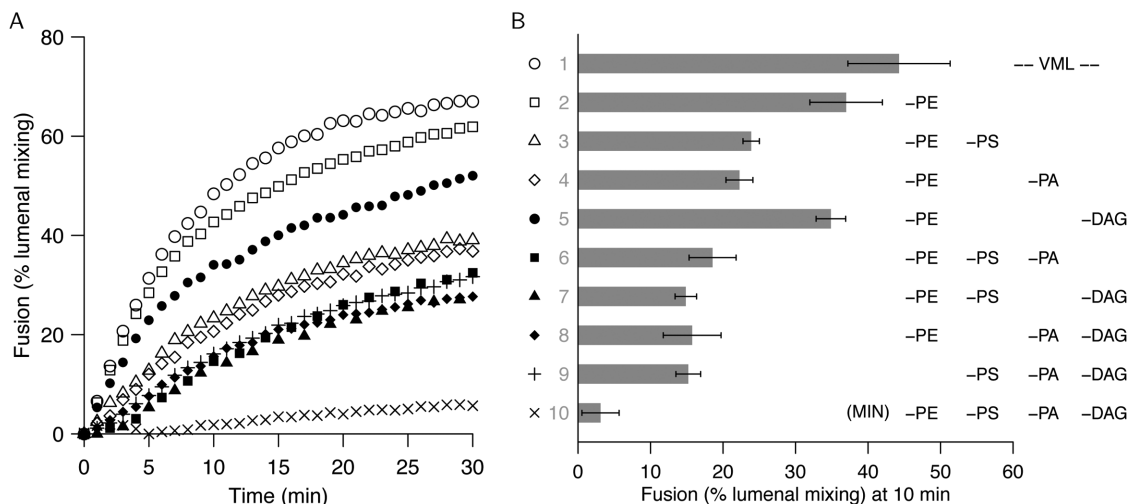 A
80
60
40
20
0
Fusion (% lumenal mixing)
0 5 10 15 20 25 30
Time (min)
B
1 –– VML ––
2 –PE
3 –PE –PS
4 –PE –PA
5 –PE –DAG
6 –PE –PS –PA
7 –PE –PS –DAG
8 –PE –PA –DAG
9 –PS –PA –DAG
10 (MIN) –PE –PS –PA –DAG
0 10 20 30 40 50 60
Fusion (% lumenal mixing) at 10 min